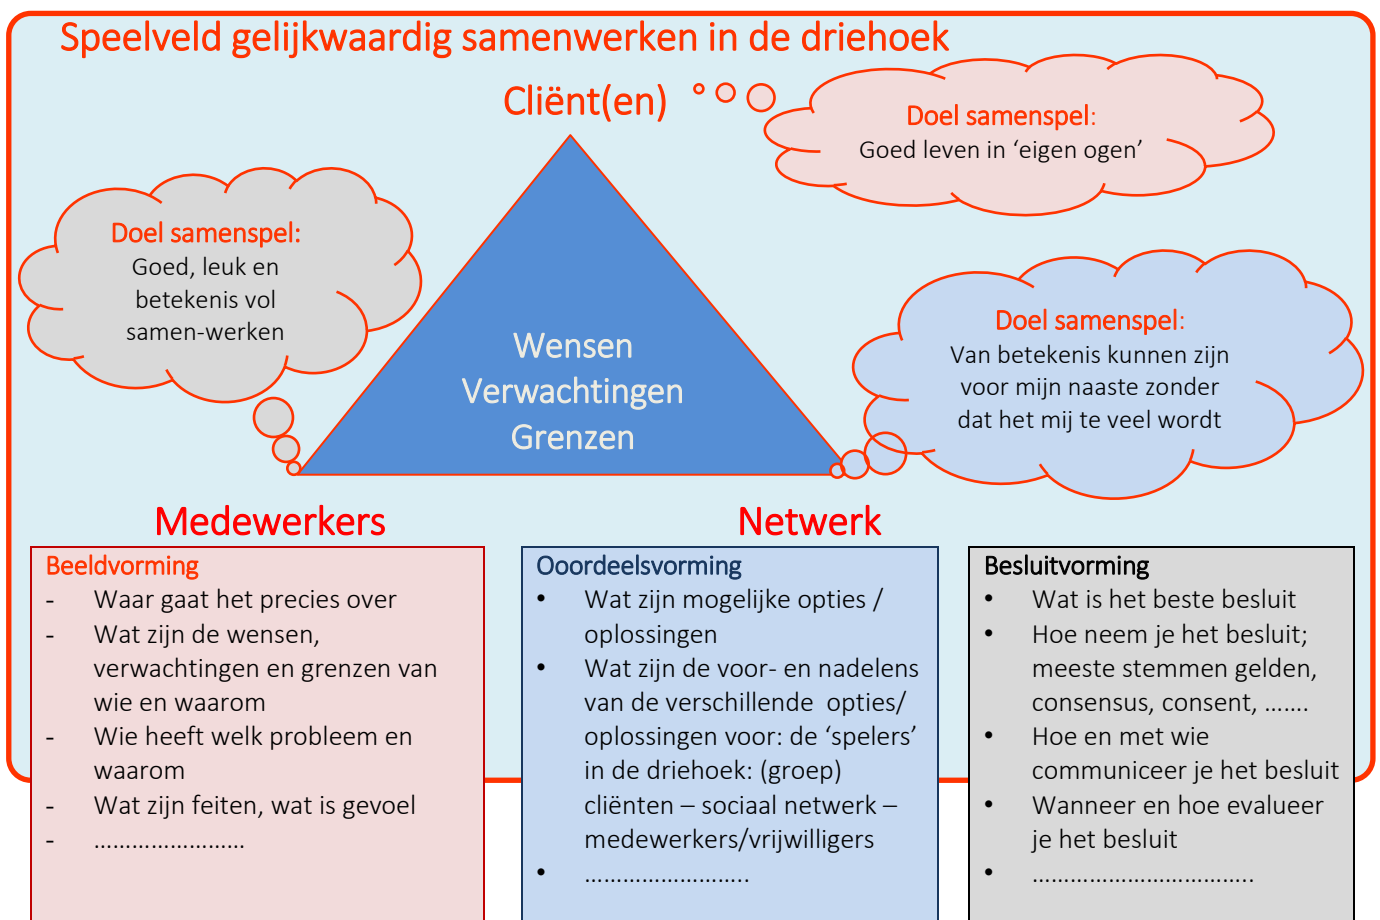 Speelveld gelijkwaardig samenwerken in de driehoek
Cliënt(en)
Doel samenspel:
Goed leven in ‘eigen ogen’
Doel samenspel:
Goed, leuk en
betekenis vol
samen-werken
Wensen
Verwachtingen
Grenzen
Doel samenspel:
Van betekenis kunnen zijn
voor mijn naaste zonder
dat het mij te veel wordt
Medewerkers
Netwerk
Beeldvorming
- Waar gaat het precies over
- Wat zijn de wensen,
verwachtingen en grenzen van
wie en waarom
- Wie heeft welk probleem en
waarom
- Wat zijn feiten, wat is gevoel
- ……………………
Ooordeelsvorming
• Wat zijn mogelijke opties /
oplossingen
• Wat zijn de voor- en nadelens
van de verschillende opties/
oplossingen voor: de ‘spelers’
in de driehoek: (groep)
cliënten – sociaal netwerk –
medewerkers/vrijwilligers
• ……………………..
Besluitvorming
• Wat is het beste besluit
• Hoe neem je het besluit;
meeste stemmen gelden,
consensus, consent, …….
• Hoe en met wie
communiceer je het besluit
• Wanneer en hoe evalueer
je het besluit
• ……………………………..